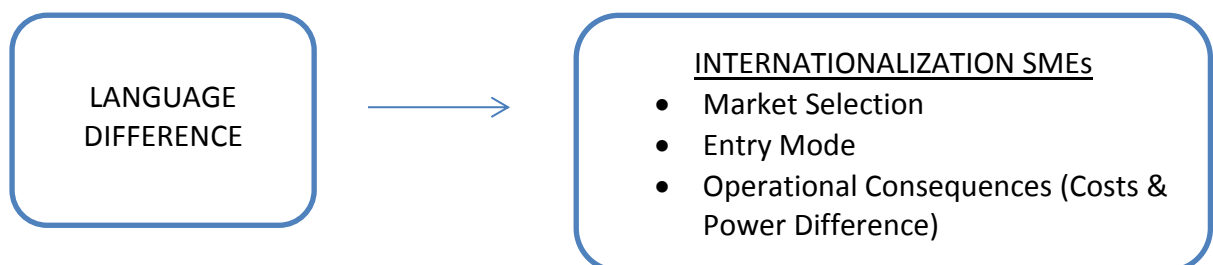 LANGUAGE
DIFFERENCE
INTERNATIONALIZATION SMEs
• Market Selection
• Entry Mode
• Operational Consequences (Costs &
Power Difference)